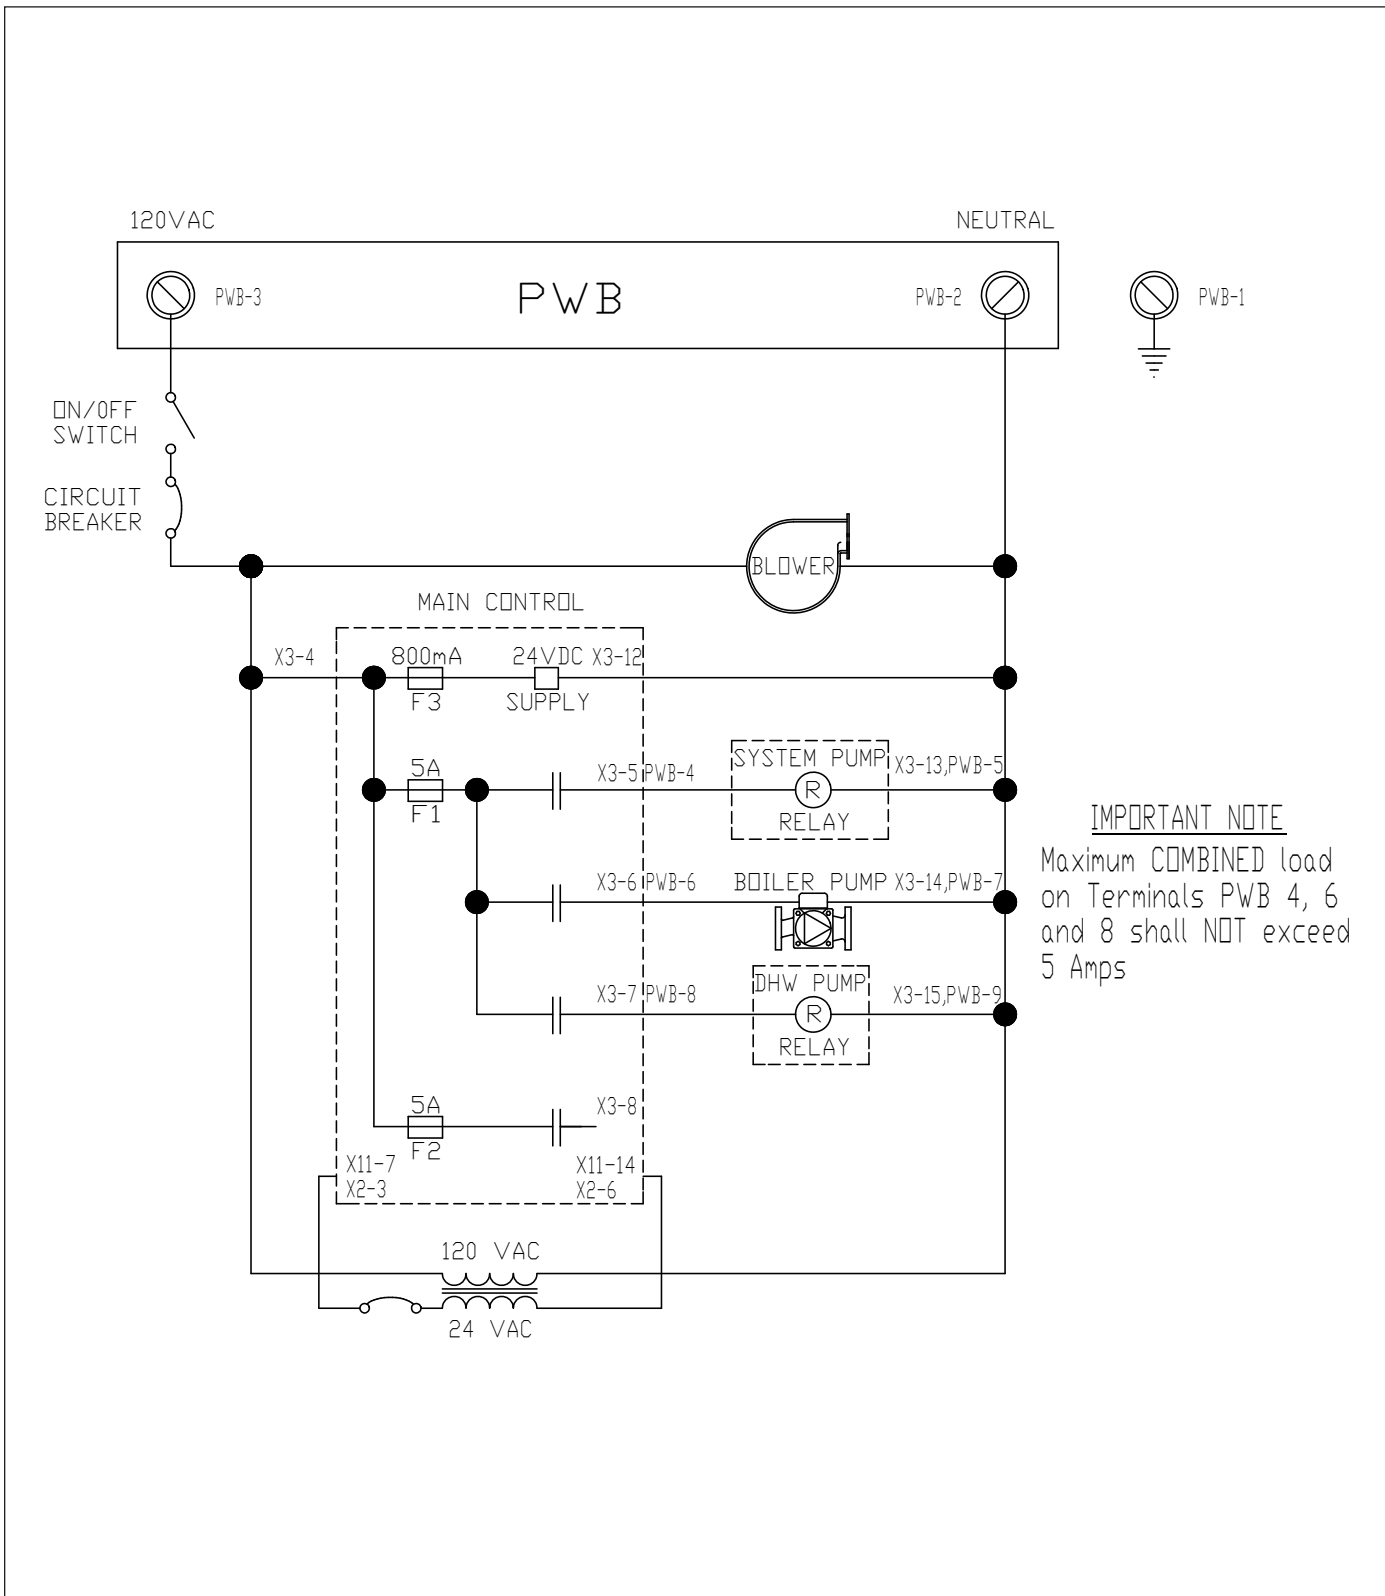 120VAC
NEUTRAL
PWB-3
PWB
PWB-2
PWB-1
ON/OFF
SWITCH
CIRCUIT
BREAKER
BLOWER
MAIN CONTROL
X3-4
800mA
24VDC
X3-12
F3
SUPPLY
5A
F1
X3-5
PWB-4
SYSTEM PUMP
R
RELAY
X3-13,PWB-5
IMPORTANT NOTE
Maximum COMBINED load
on Terminals PWB 4, 6
and 8 shall NOT exceed
5 Amps
X3-6
PWB-6
BOILER PUMP
X3-14,PWB-7
X3-7
PWB-8
DHW PUMP
R
RELAY
X3-15,PWB-9
5A
F2
X3-8
X11-7
X2-3
X11-14
X2-6
120 VAC
24 VAC